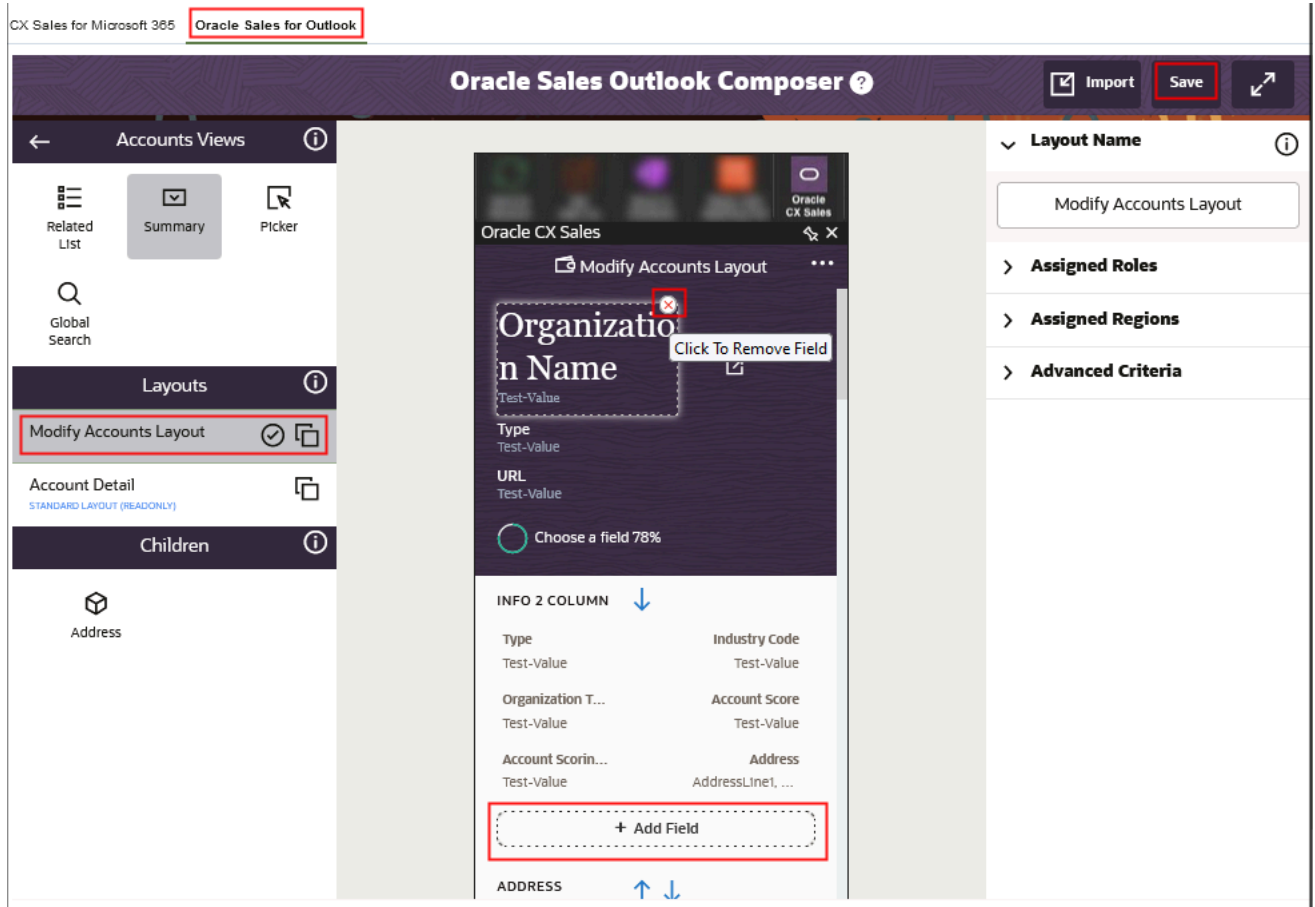 CX Sales for Microsoft 365
Oracle Sales for Outlook
Oracle Sales Outlook Composer ?
Import
Save
Accounts Views
Related
List
Summary
Picker
Global
Search
Layouts
Modify Accounts Layout
Account Detail
STANDARD LAYOUT (READONLY)
Children
Address
Oracle
CX Sales
Oracle CX Sales
Modify Accounts Layout
Organizatio
n Name
Click To Remove Field
Test-Value
Type
Test-Value
URL
Test-Value
Choose a field 78%
INFO 2 COLUMN
Type Industry Code
Test-Value Test-Value
Organization T... Account Score
Test-Value Test-Value
Account Scorin... Address
Test-Value AddressLine1, ...
+ Add Field
ADDRESS
Layout Name
Modify Accounts Layout
Assigned Roles
Assigned Regions
Advanced Criteria